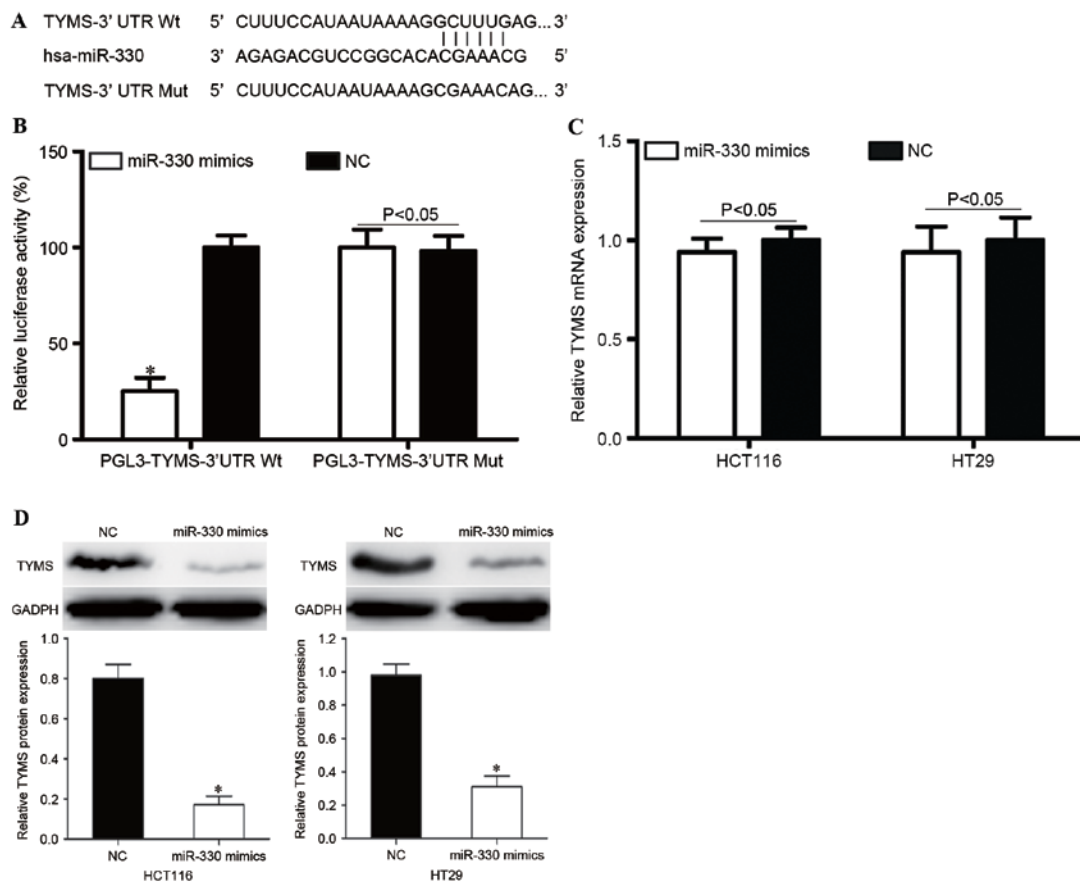 A
TYMS-3' UTR Wt 5' CUUUCCAUAAUAAAAGGCUUUGAG... 3'
hsa-miR-330 3' AGAGACGUCCGGCACACGAAACG 5'
TYMS-3' UTR Mut 5' CUUUCCAUAAUAAAAGCGAAACAG... 3'
B
Relative luciferase activity (%)
miR-330 mimics NC
150
100
50
0
*
P<0.05
PGL3-TYMS-3'UTR Wt PGL3-TYMS-3'UTR Mut
C
Relative TYMS mRNA expression
miR-330 mimics NC
1.5
1.0
0.5
0.0
P<0.05 P<0.05
HCT116 HT29
D
NC miR-330 mimics
TYMS
GADPH
Relative TYMS protein expression
1.0
0.8
0.6
0.4
0.2
0.0
*
NC miR-330 mimics
HCT116
NC miR-330 mimics
TYMS
GADPH
Relative TYMS protein expression
1.2
1.0
0.8
0.6
0.4
0.2
0.0
*
NC miR-330 mimics
HT29